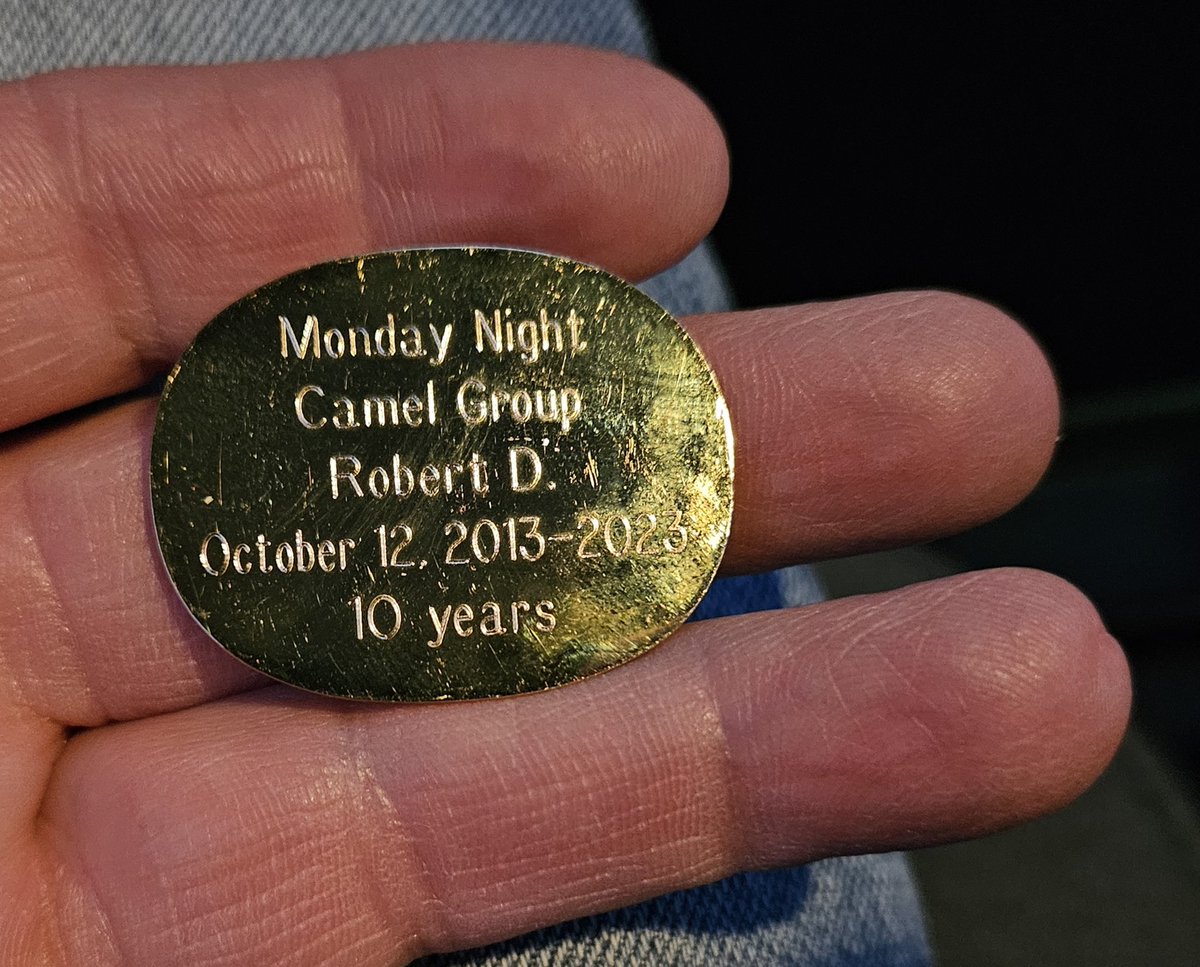 Monday Night
Camel Group
Robert D.
October 12, 2013-2023
10 years